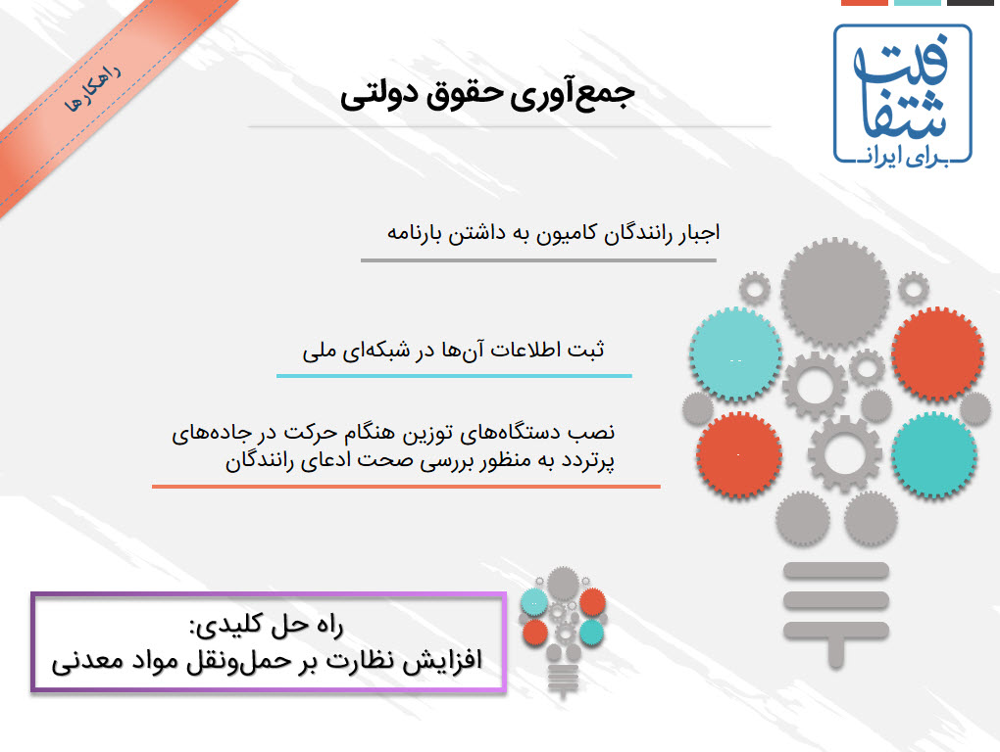 راهکارها
شفافیت
برای ایران
جمع‌آوری حقوق دولتی
اجبار رانندگان کامیون به داشتن بارنامه
ثبت اطلاعات آن‌ها در شبکه‌ای ملی
نصب دستگاه‌های توزین هنگام حرکت در جاده‌های
پرتردد به منظور بررسی صحت ادعای رانندگان
راه حل کلیدی:
افزایش نظارت بر حمل‌ونقل مواد معدنی